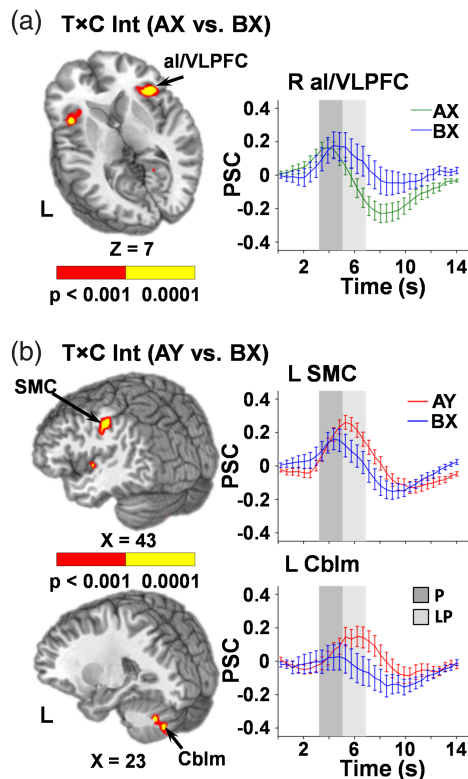 (a) T×C Int (AX vs. BX)
aI/VLPFC
L
Z = 7
p < 0.001 0.0001
R aI/VLPFC
AX
BX
PSC
0.4
0.2
0
-0.2
-0.4
2 6 10 14
Time (s)
(b) T×C Int (AY vs. BX)
SMC
X = 43
p < 0.001 0.0001
L
X = 23
Cblm
L SMC
AY
BX
PSC
0.4
0.2
0
-0.2
-0.4
L Cblm
P
LP
PSC
0.4
0.2
0
-0.2
-0.4
2 6 10 14
Time (s)